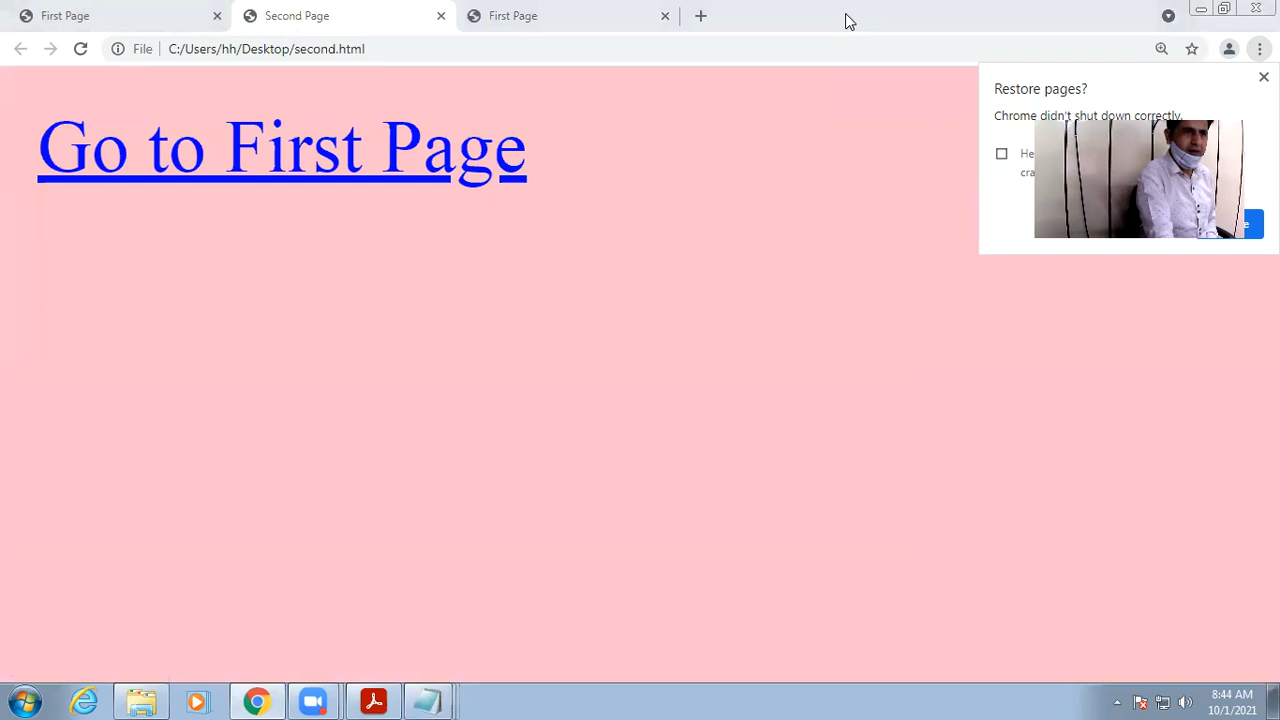 First Page
Second Page
First Page
File
C:/Users/hh/Desktop/second.html
Restore pages?
Chrome didn't shut down correctly.
Go to First Page
8:44 AM
10/1/2021